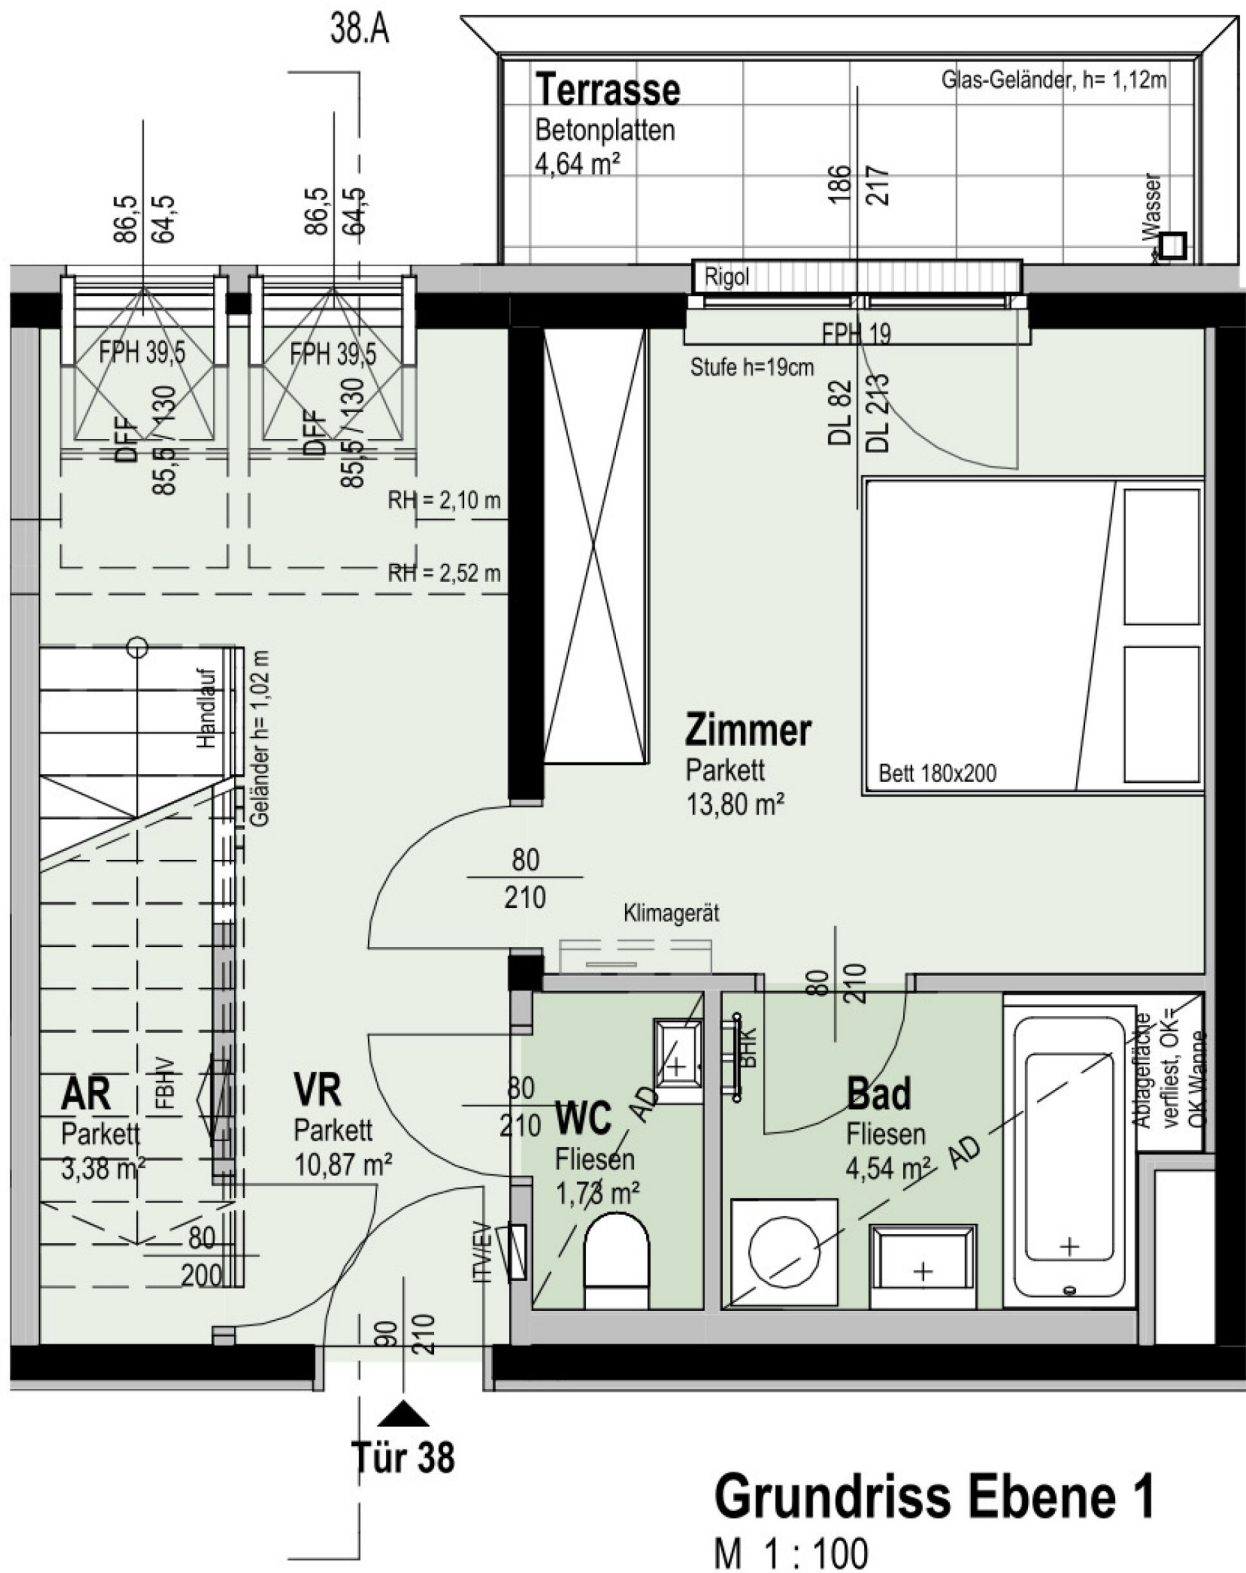 38.A
Terrasse
Betonplatten
4,64 m²
Glas-Geländer, h= 1,12m
86,5
64,5
86,5
64,5
186
217
Wasser
Rigol
FPH 39,5
FPH 39,5
FPH 19
Stufe h=19cm
DFF
85,5 / 130
DFF
85,5 / 130
DL 82
DL 213
RH = 2,10 m
RH = 2,52 m
Handlauf
Geländer h= 1,02 m
Zimmer
Parkett
13,80 m²
Bett 180x200
80
210
Klimagerät
80
210
BHK
Ablagefläche
verfliest, OK=
OK Wanne
FBHV
AR
Parkett
3,38 m²
VR
Parkett
10,87 m²
80
210
WC
Fliesen
1,73 m²
AD
Bad
Fliesen
4,54 m²
AD
80
200
ITV/EV
90
210
Tür 38
Grundriss Ebene 1
M 1 : 100